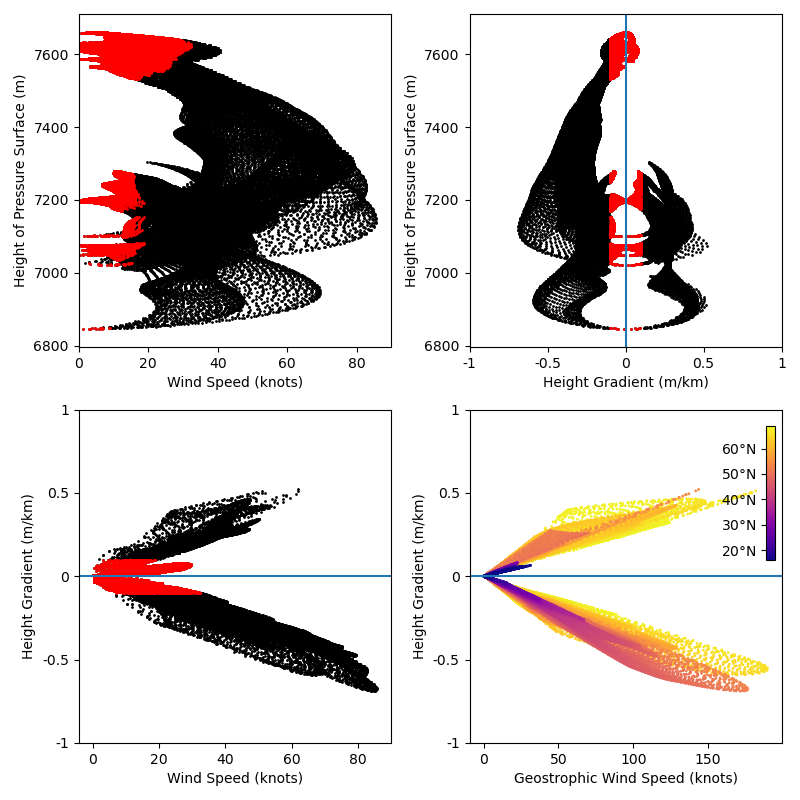 7600
7400
7200
7000
6800
Height of Pressure Surface (m)
0 20 40 60 80
Wind Speed (knots)
7600
7400
7200
7000
6800
Height of Pressure Surface (m)
-1 -0.5 0 0.5 1
Height Gradient (m/km)
1
0.5
0
-0.5
-1
Height Gradient (m/km)
0 20 40 60 80
Wind Speed (knots)
1
0.5
0
-0.5
-1
Height Gradient (m/km)
60°N
50°N
40°N
30°N
20°N
0 50 100 150
Geostrophic Wind Speed (knots)